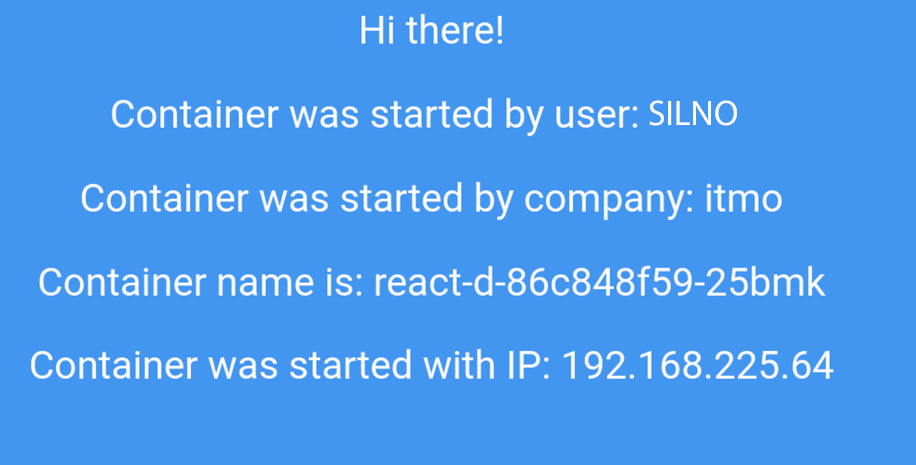 Hi there!
Container was started by user: SILNO
Container was started by company: itmo
Container name is: react-d-86c848f59-25bmk
Container was started with IP: 192.168.225.64